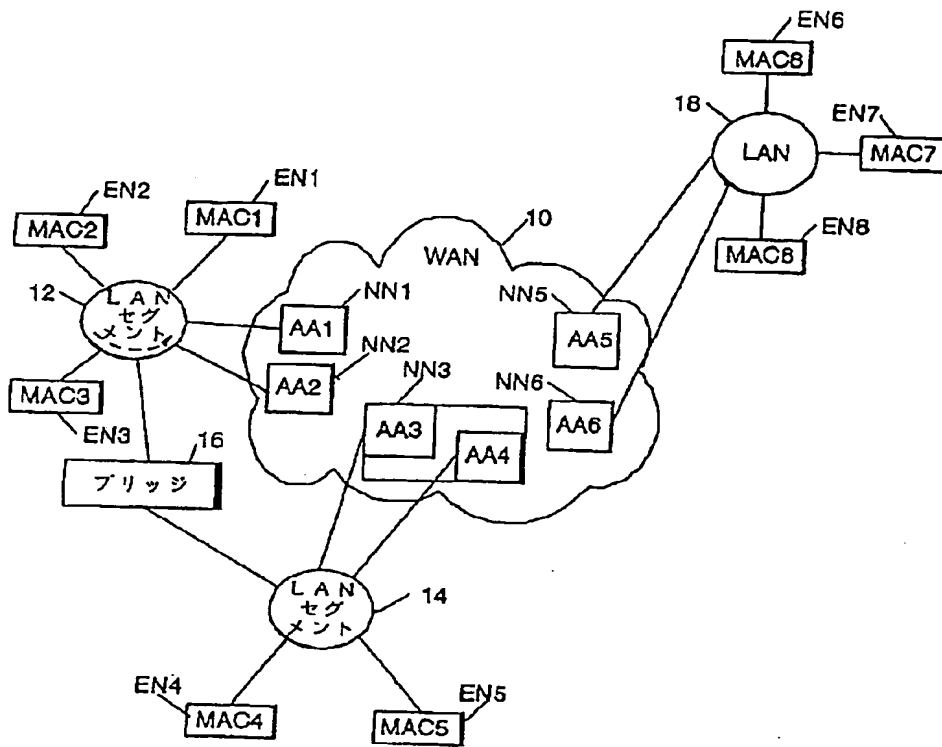 EN6
MAC6
18
EN7
LAN
MAC7
EN2
EN1
MAC2
MAC1
10
MAC8
EN8
WAN
12
LAN
セグ
メント
NN1
AA1
NN5
AA5
NN2
AA2
NN3
NN6
MAC3
EN3
AA3
AA6
16
AA4
ブリッジ
LAN
セグ
メント
14
EN4
MAC4
EN5
MAC5